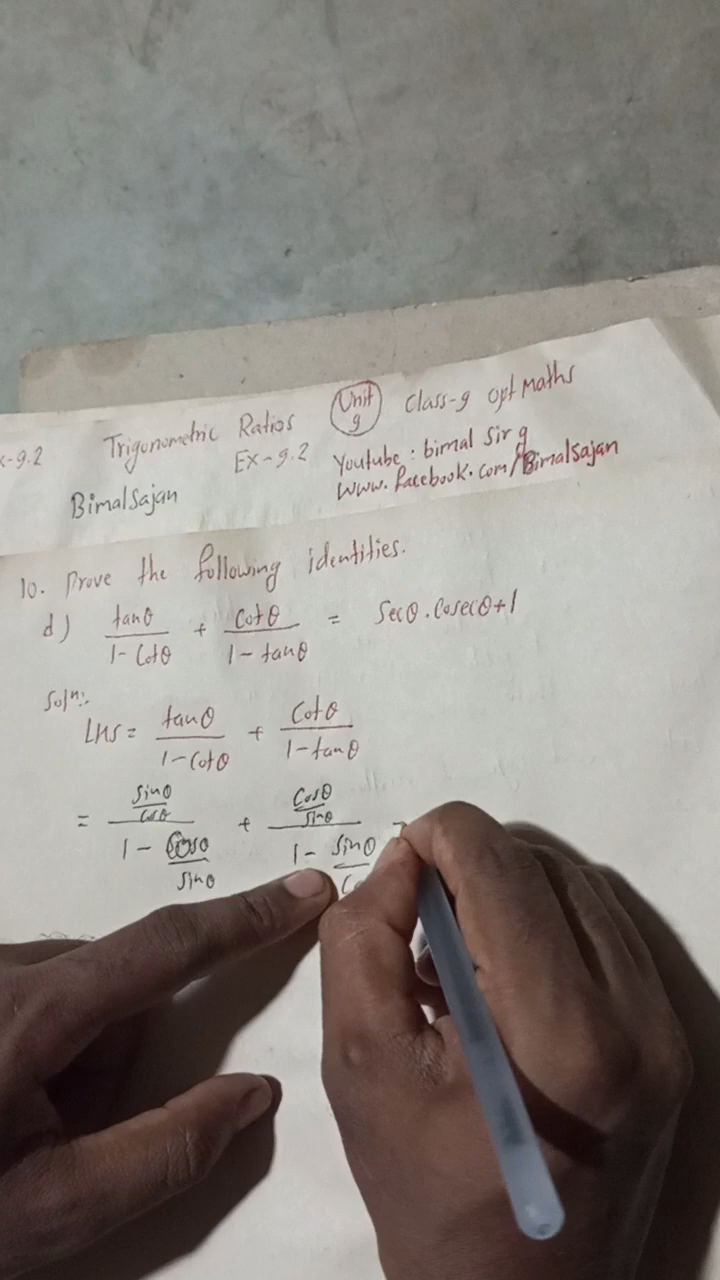 x-9.2 Trigonometric Ratios Unit 9 Class-9 opt Maths
Ex-9.2 Youtube : bimal Sir 9
BimalSajan www.facebook.com/Bimalsajan
10. Prove the following identities.
d) tanθ/1-Cotθ + Cotθ/1-tanθ = Secθ.Cosecθ+1
Solⁿ:
LHS = tanθ/1-Cotθ + Cotθ/1-tanθ
= Sinθ/Cosθ/1-Cosθ/Sinθ + Cosθ/Sinθ/1-Sinθ